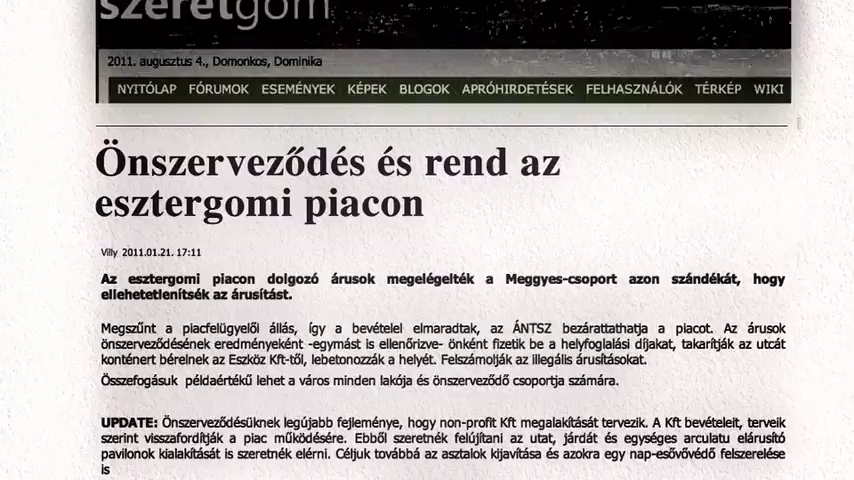 szeretgom
2011. augusztus 4., Domonkos, Dominika
NYITÓLAP FÓRUMOK ESEMÉNYEK KÉPEK BLOGOK APRÓHIRDETÉSEK FELHASZNÁLÓK TÉRKÉP WIKI
Önszerveződés és rend az
esztergomi piacon
Villy 2011.01.21. 17:11
Az esztergomi piacon dolgozó árusok megelégelték a Meggyes-csoport azon szándékát, hogy
ellehetetlenítsék az árusítást.
Megszűnt a piacfelügyelői állás, így a bevételel elmaradtak, az ÁNTSZ bezárattathatja a piacot. Az árusok
önszerveződésének eredményeként -egymást is ellenőrizve- önként fizetik be a helyfoglalási díjakat, takarítják az utcát
konténert bérelnek az Eszköz Kft-től, lebetonozzák a helyét. Felszámolják az illegális árusításokat.
Összefogásuk példaértékű lehet a város minden lakója és önszerveződő csoportja számára.
UPDATE: Önszerveződésüknek legújabb fejleménye, hogy non-profit Kft megalakítását tervezik. A Kft bevételeit, terveik
szerint visszafordítják a piac működésére. Ebből szeretnék felújítani az utat, járdát és egységes arculatu elárusító
pavilonok kialakítását is szeretnék elérni. Céljuk továbbá az asztalok kijavítása és azokra egy nap-esővővédő felszerelése
is